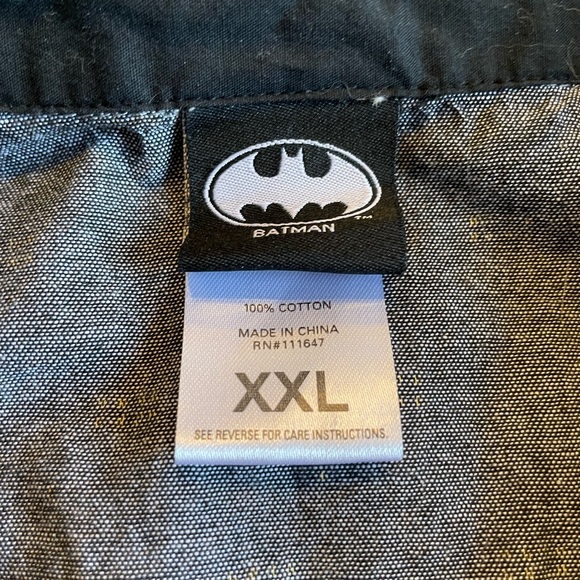 BATMAN
TM
100% COTTON
MADE IN CHINA
RN#111647
XXL
SEE REVERSE FOR CARE INSTRUCTIONS.